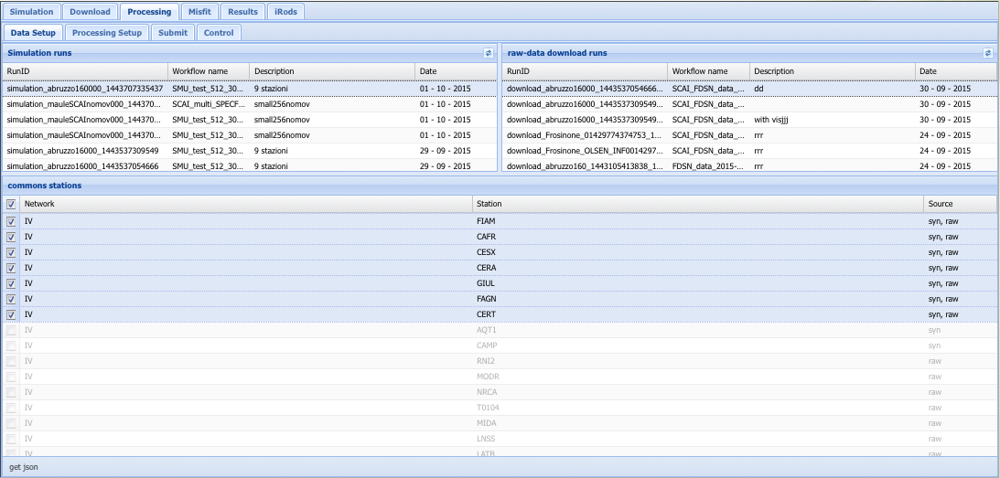 Simulation Download Processing Misfit Results iRods
Data Setup Processing Setup Submit Control
Simulation runs
RunID Workflow name Description Date
simulation_abruzzo160000_1443707335437 SMU_test_512_30... 9 stazioni 01 - 10 - 2015
simulation_mauleSCAInomov000_144370... SCAI_multi_SPECF... small256nomov 01 - 10 - 2015
simulation_mauleSCAInomov000_144370... SMU_test_512_30... small256nomov 01 - 10 - 2015
simulation_mauleSCAInomov000_144370... SMU_test_512_30... small256nomov 01 - 10 - 2015
simulation_abruzzo16000_1443537309549 SMU_test_512_30... 9 stazioni 29 - 09 - 2015
simulation_abruzzo16000_1443537054666 SMU_test_512_30... 9 stazioni 29 - 09 - 2015
raw-data download runs
RunID Workflow name Description Date
download_abruzzo16000_1443537054666... SCAI_FDSN_data_... dd 30 - 09 - 2015
download_abruzzo16000_1443537309549... SCAI_FDSN_data_... 30 - 09 - 2015
download_abruzzo16000_1443537309549... SCAI_FDSN_data_... with visjjj 30 - 09 - 2015
download_Frosinone_01429774374753_1... SCAI_FDSN_data_... rrr 24 - 09 - 2015
download_Frosinone_OLSEN_INF0014297... SCAI_FDSN_data_... rrr 24 - 09 - 2015
download_abruzzo160_1443105413838_1... FDSN_data_2015-... rrr 24 - 09 - 2015
commons stations
Network Station Source
IV FIAM syn, raw
IV CAFR syn, raw
IV CESX syn, raw
IV CERA syn, raw
IV GIUL syn, raw
IV FAGN syn, raw
IV CERT syn, raw
IV AQT1 syn
IV CAMP syn
IV RNI2 raw
IV MODR raw
IV NRCA raw
IV T0104 raw
IV MIDA raw
IV LNSS raw
IV LATB raw
get json